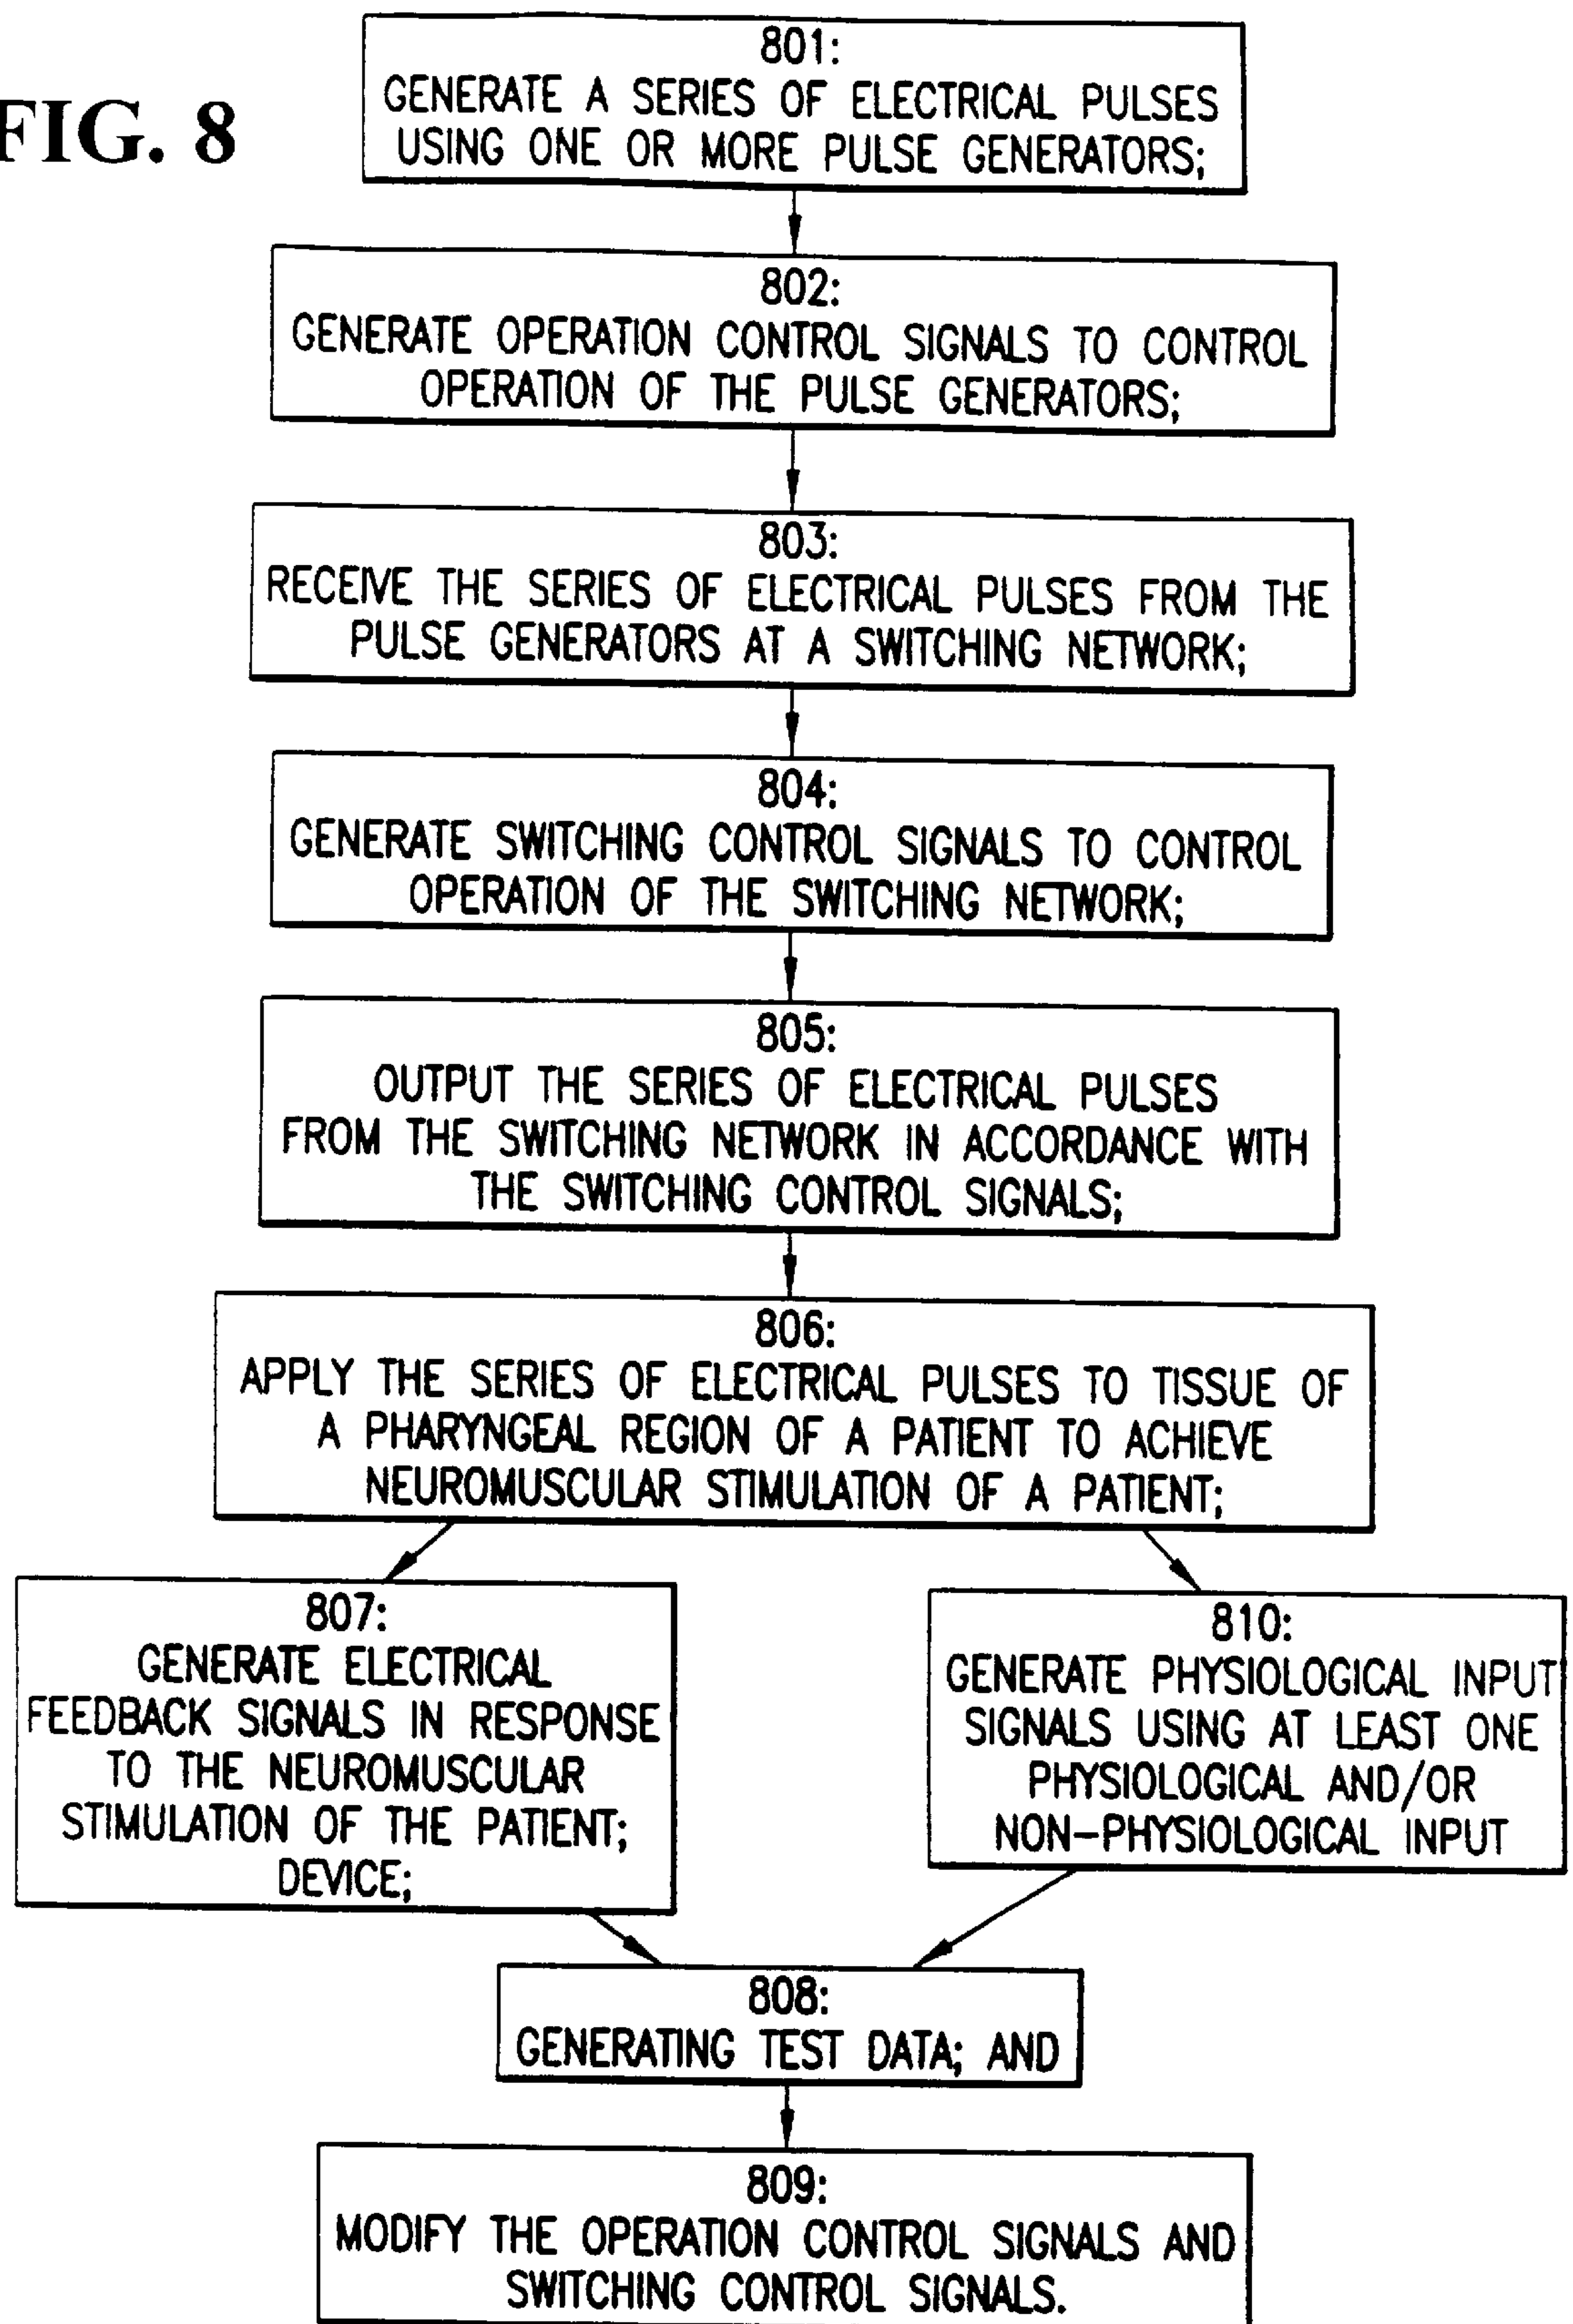 FIG. 8
801:
GENERATE A SERIES OF ELECTRICAL PULSES
USING ONE OR MORE PULSE GENERATORS;
802:
GENERATE OPERATION CONTROL SIGNALS TO CONTROL
OPERATION OF THE PULSE GENERATORS;
803:
RECEIVE THE SERIES OF ELECTRICAL PULSES FROM THE
PULSE GENERATORS AT A SWITCHING NETWORK;
804:
GENERATE SWITCHING CONTROL SIGNALS TO CONTROL
OPERATION OF THE SWITCHING NETWORK;
805:
OUTPUT THE SERIES OF ELECTRICAL PULSES
FROM THE SWITCHING NETWORK IN ACCORDANCE WITH
THE SWITCHING CONTROL SIGNALS;
806:
APPLY THE SERIES OF ELECTRICAL PULSES TO TISSUE OF
A PHARYNGEAL REGION OF A PATIENT TO ACHIEVE
NEUROMUSCULAR STIMULATION OF A PATIENT;
807:
GENERATE ELECTRICAL
FEEDBACK SIGNALS IN RESPONSE
TO THE NEUROMUSCULAR
STIMULATION OF THE PATIENT;
DEVICE;
810:
GENERATE PHYSIOLOGICAL INPUT
SIGNALS USING AT LEAST ONE
PHYSIOLOGICAL AND/OR
NON-PHYSIOLOGICAL INPUT
808:
GENERATING TEST DATA; AND
809:
MODIFY THE OPERATION CONTROL SIGNALS AND
SWITCHING CONTROL SIGNALS.